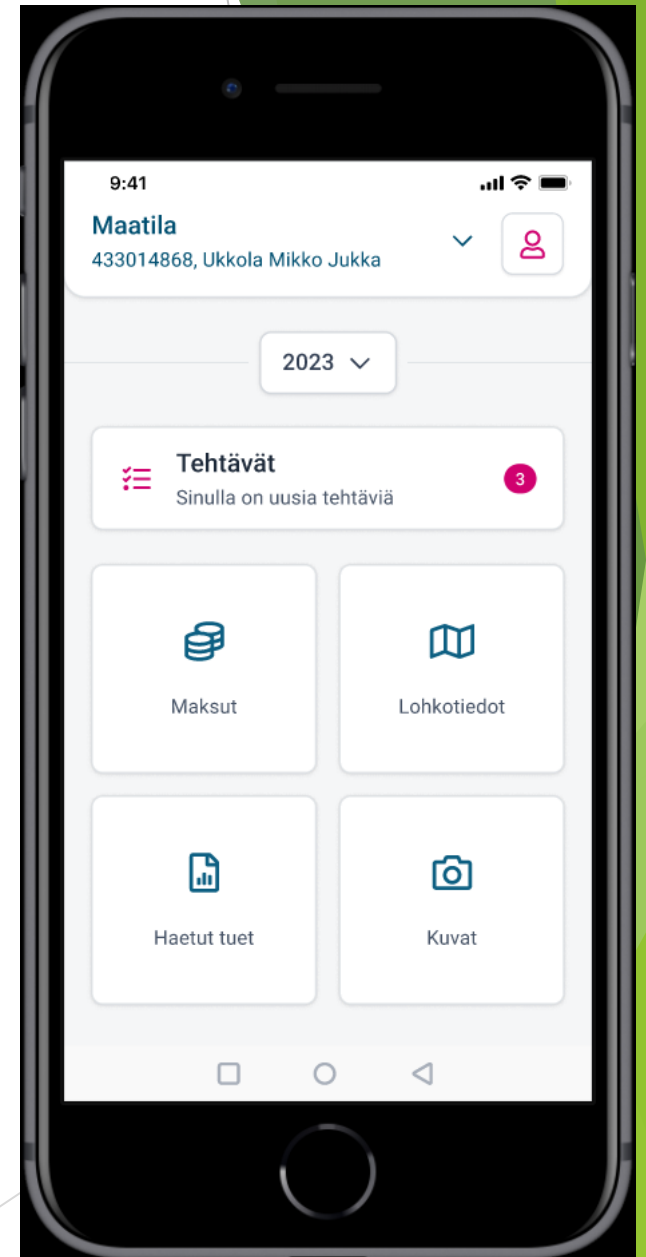 9:41
Maatila
433014868, Ukkola Mikko Jukka
2023
Tehtävät
Sinulla on uusia tehtäviä
3
Maksut
Lohkotiedot
Haetut tuet
Kuvat